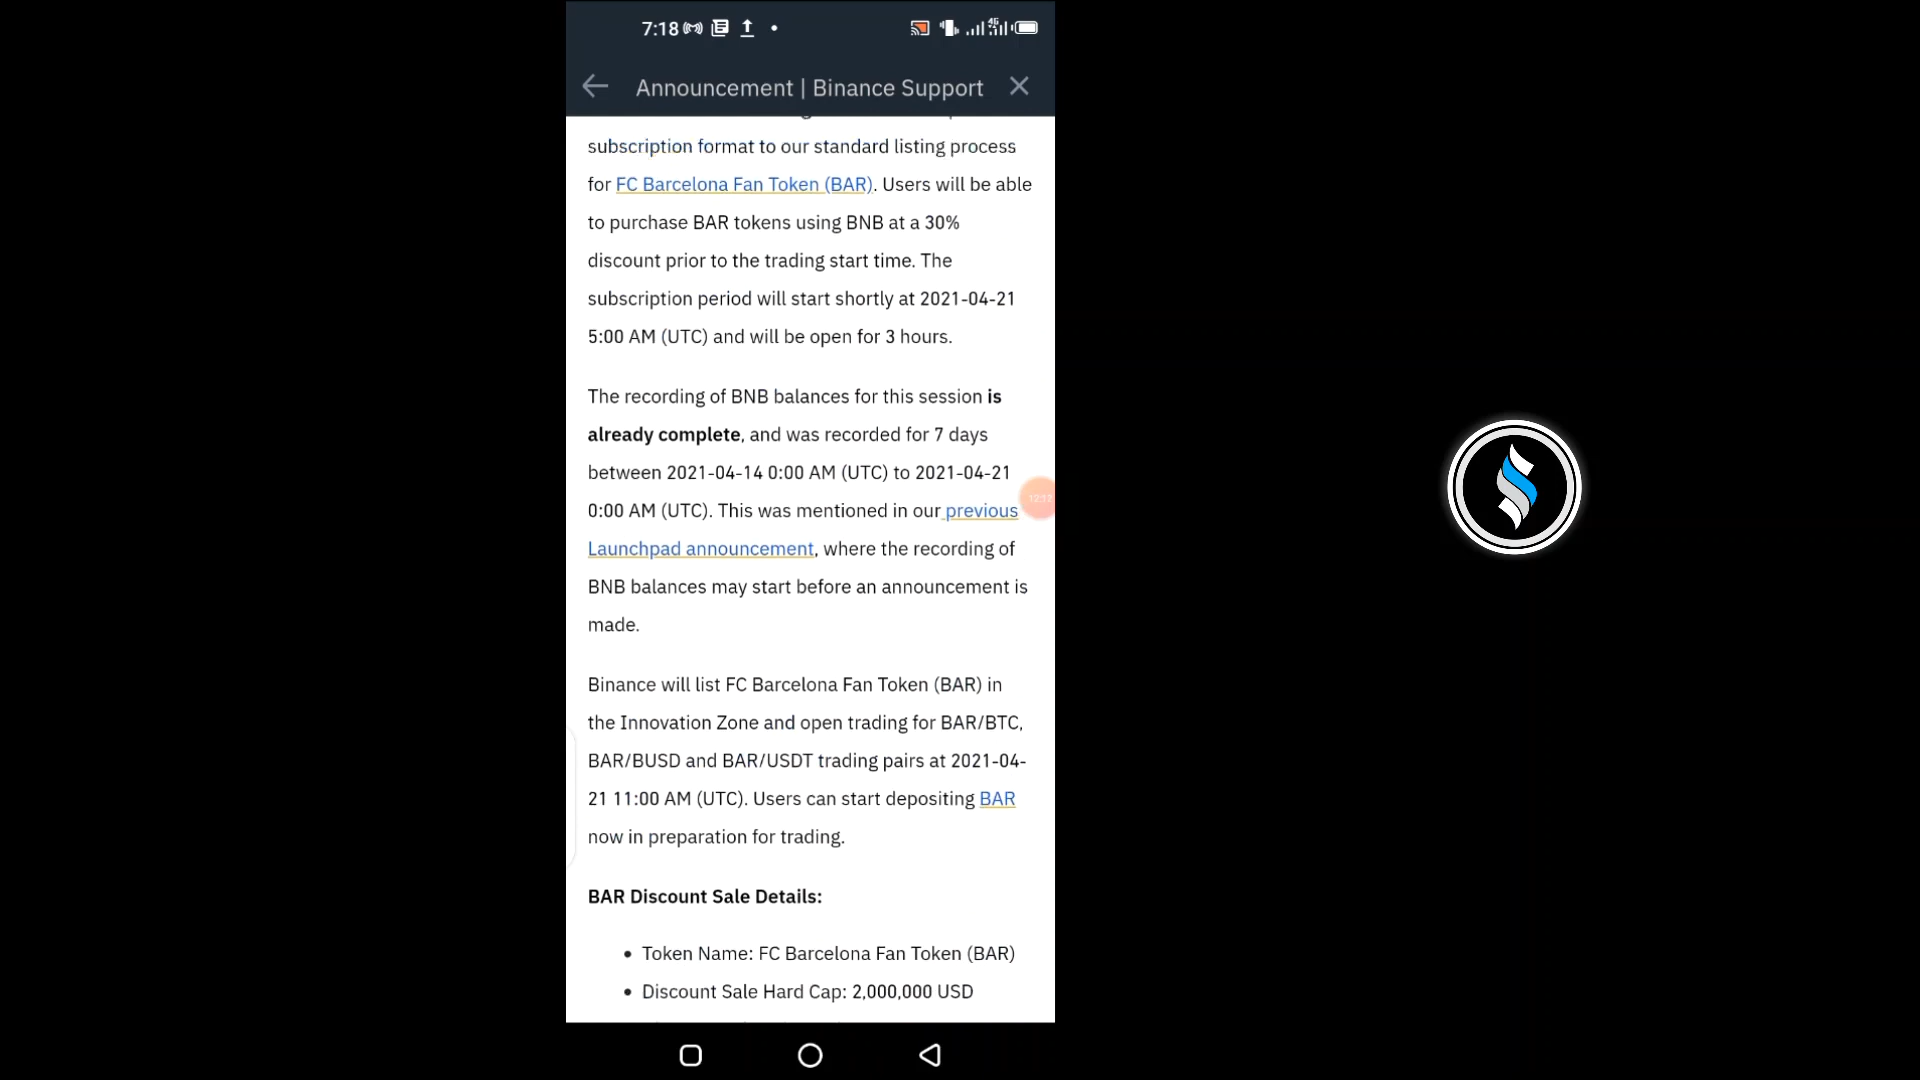 7:18
4G
Announcement | Binance Support
subscription format to our standard listing process
for FC Barcelona Fan Token (BAR). Users will be able
to purchase BAR tokens using BNB at a 30%
discount prior to the trading start time. The
subscription period will start shortly at 2021-04-21
5:00 AM (UTC) and will be open for 3 hours.
The recording of BNB balances for this session is
already complete, and was recorded for 7 days
between 2021-04-14 0:00 AM (UTC) to 2021-04-21
0:00 AM (UTC). This was mentioned in our previous
Launchpad announcement, where the recording of
BNB balances may start before an announcement is
made.
Binance will list FC Barcelona Fan Token (BAR) in
the Innovation Zone and open trading for BAR/BTC,
BAR/BUSD and BAR/USDT trading pairs at 2021-04-
21 11:00 AM (UTC). Users can start depositing BAR
now in preparation for trading.
BAR Discount Sale Details:
• Token Name: FC Barcelona Fan Token (BAR)
• Discount Sale Hard Cap: 2,000,000 USD